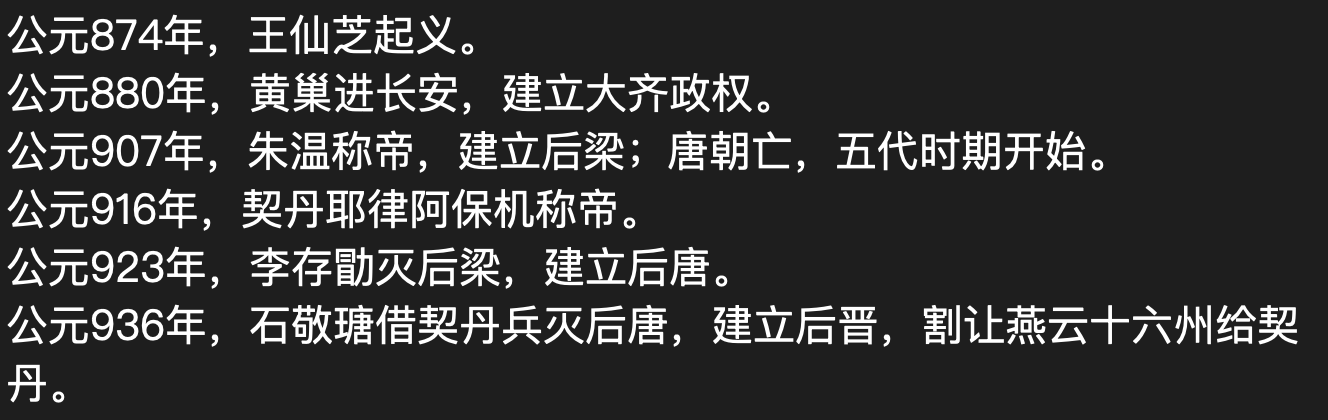 公元874年，王仙芝起义。
公元880年，黄巢进长安，建立大齐政权。
公元907年，朱温称帝，建立后梁；唐朝亡，五代时期开始。
公元916年，契丹耶律阿保机称帝。
公元923年，李存勖灭后梁，建立后唐。
公元936年，石敬瑭借契丹兵灭后唐，建立后晋，割让燕云十六州给契
丹。